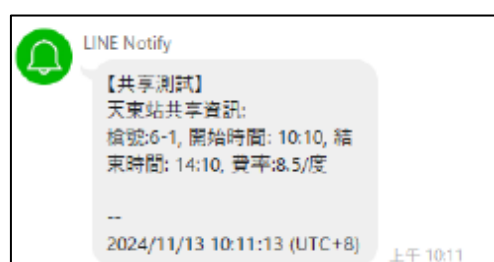 LINE Notify
【共享測試】
天東站共享資訊:
槍號:6-1, 開始時間: 10:10, 結
束時間: 14:10, 費率:8.5/度
--
2024/11/13 10:11:13 (UTC+8)
上午 10:11